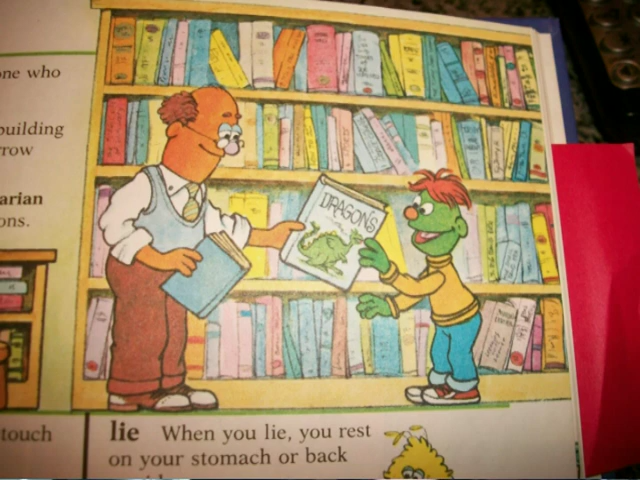 one who
building
rrow
arian
ons.
DRAGONS
touch
lie When you lie, you rest
on your stomach or back